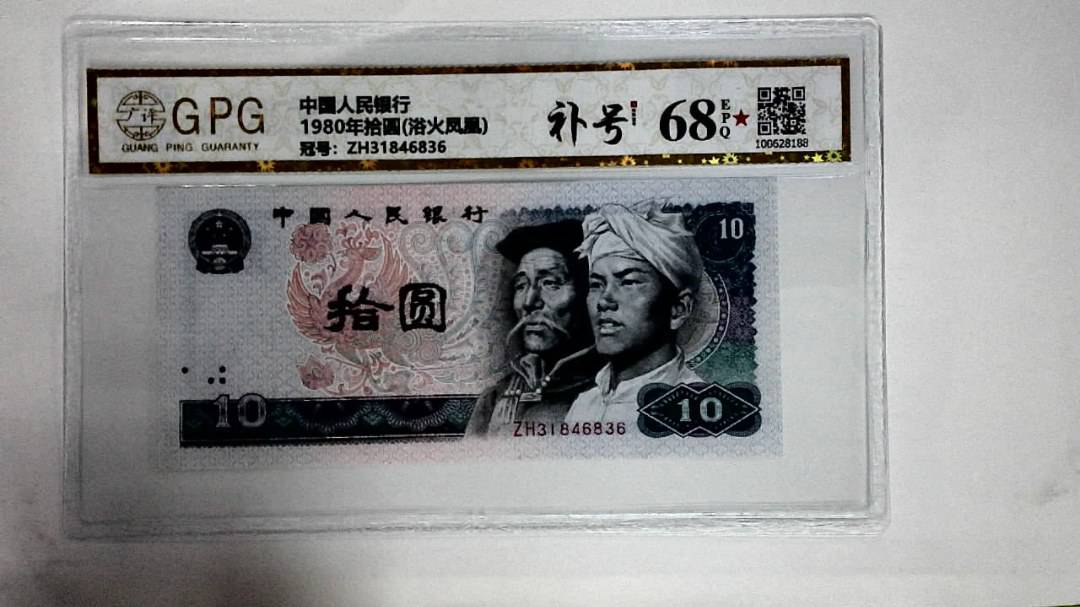 广评
GPG
GUANG PING GUARANTY
中国人民银行
1980年拾圆(浴火凤凰)
冠号: ZH31846836
补号
68
EPQ
100628188
中国人民银行
10
拾圆
10
ZH31846836
10